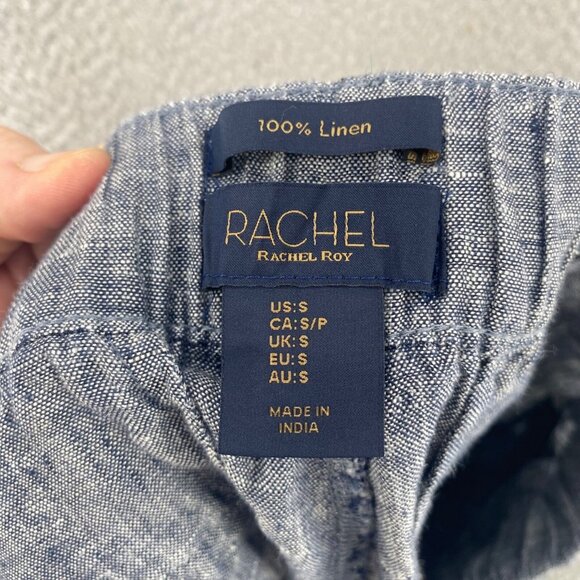 100% Linen
RACHEL
RACHEL ROY
US:S
CA:S/P
UK:S
EU:S
AU:S
MADE IN
INDIA